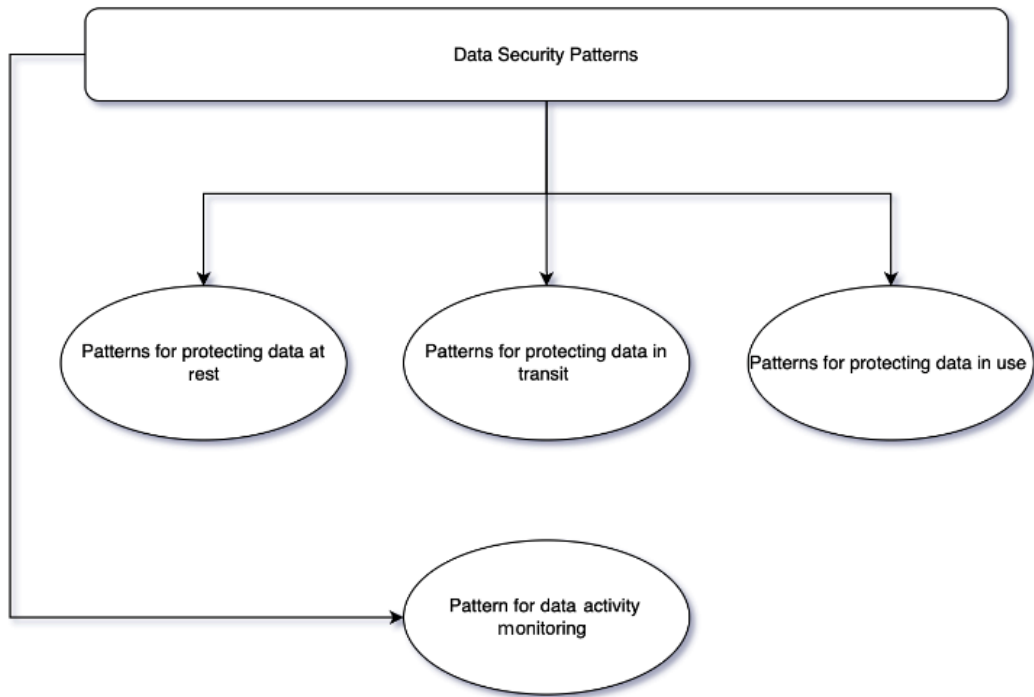 Data Security Patterns
Patterns for protecting data at
rest
Patterns for protecting data in
transit
Patterns for protecting data in use
Pattern for data activity
monitoring